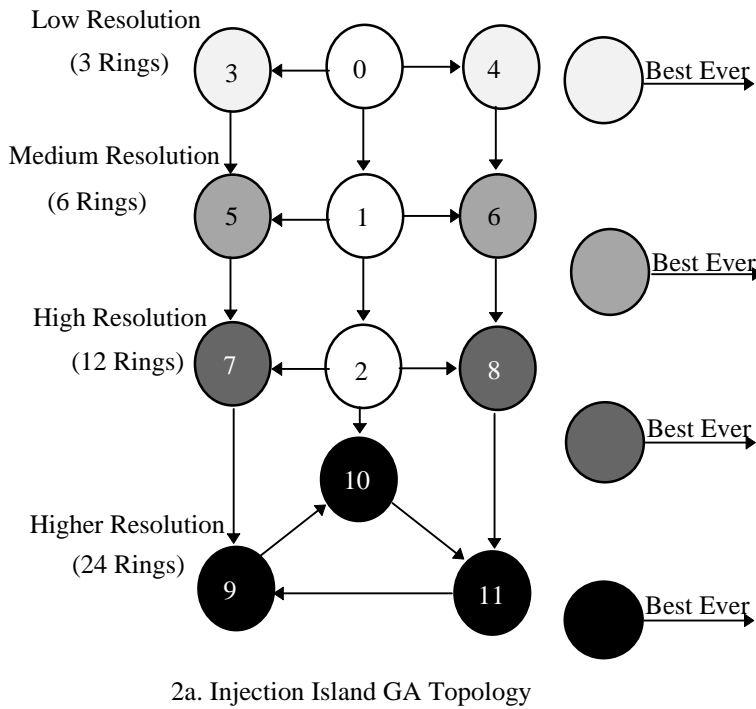 Low Resolution
(3 Rings)
3
0
4
Best Ever
Medium Resolution
(6 Rings)
5
1
6
Best Ever
High Resolution
(12 Rings)
7
2
8
Best Ever
10
Higher Resolution
(24 Rings)
9
11
Best Ever
2a. Injection Island GA Topology